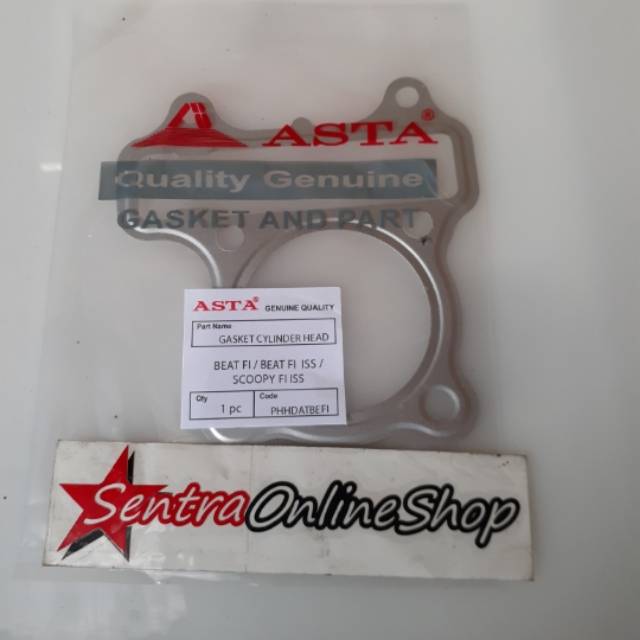 ASTA®
Quality Genuine
GASKET AND PART
ASTA® GENUINE QUALITY
Part Name
GASKET CYLINDER HEAD
BEAT FI / BEAT FI ISS /
SCOOPY FI ISS
Qty
1 pc
Code
PHHDATBEFI
SentraOnlineShop